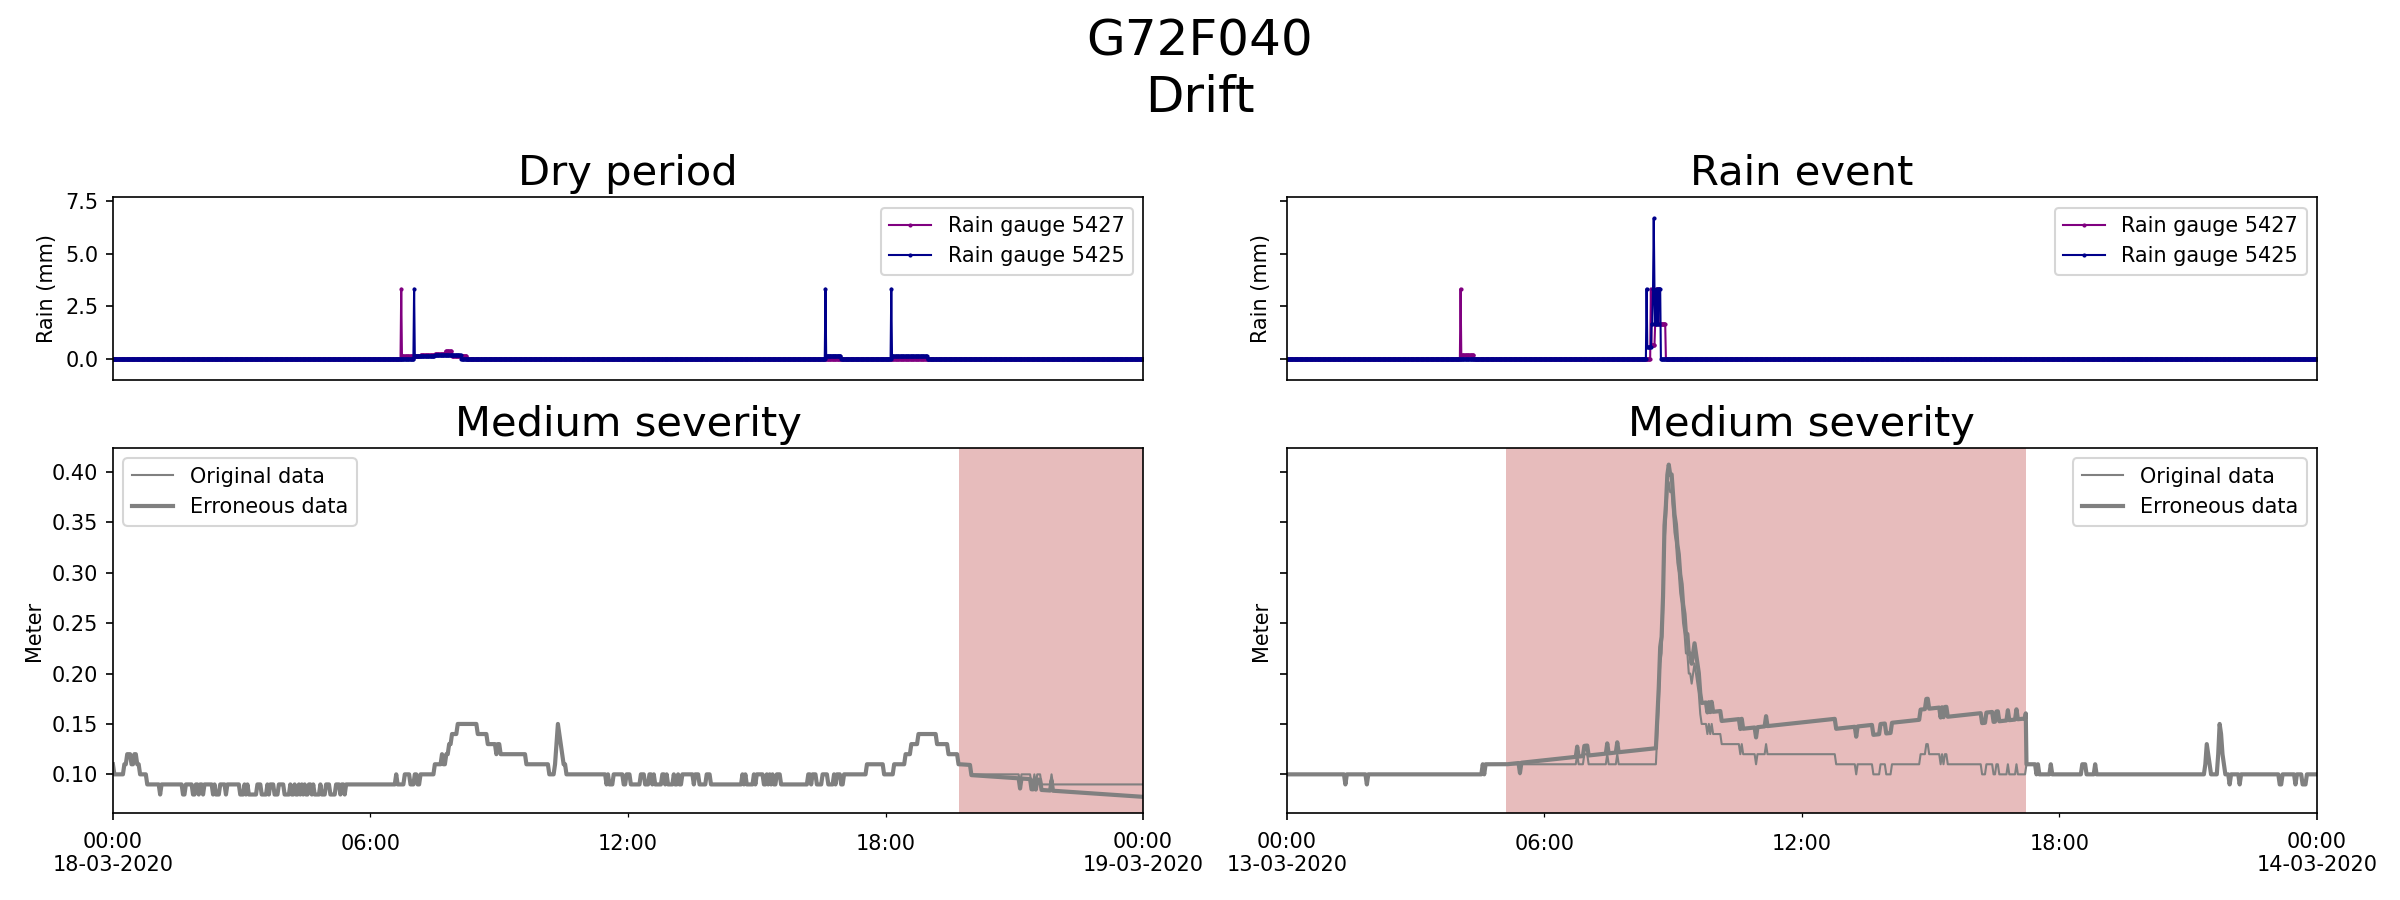 G72F040
Drift
Dry period
Rain (mm)
7.5
5.0
2.5
0.0
Rain gauge 5427
Rain gauge 5425
Rain event
Rain (mm)
Rain gauge 5427
Rain gauge 5425
Medium severity
Meter
0.40
0.35
0.30
0.25
0.20
0.15
0.10
Original data
Erroneous data
00:00
18-03-2020
06:00
12:00
18:00
00:00
19-03-2020
Medium severity
Meter
Original data
Erroneous data
00:00
13-03-2020
06:00
12:00
18:00
00:00
14-03-2020